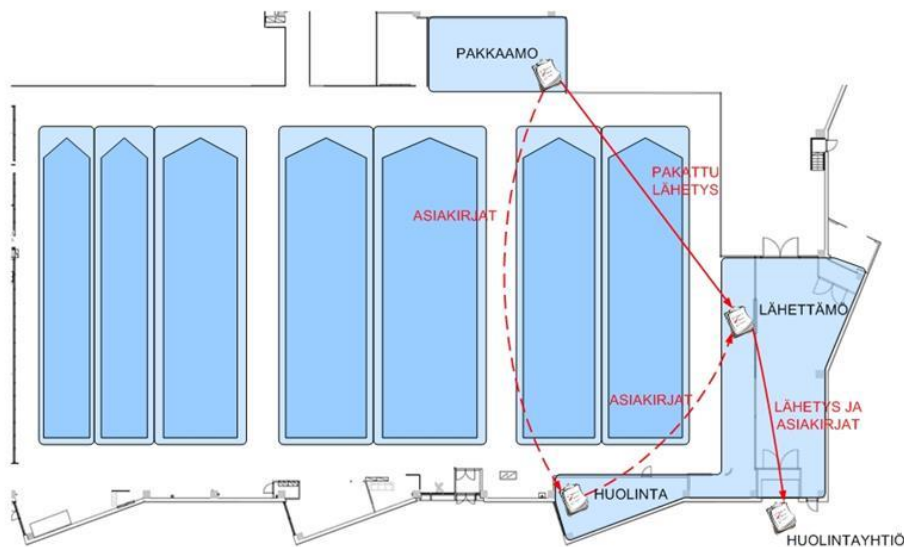 PAKKAAMO
PAKATTU
LÄHETYS
ASIAKIRJAT
LÄHETTÄMÖ
ASIAKIRJAT
LÄHETYS JA
ASIAKIRJAT
HUOLINTA
HUOLINTAYHTIÖ